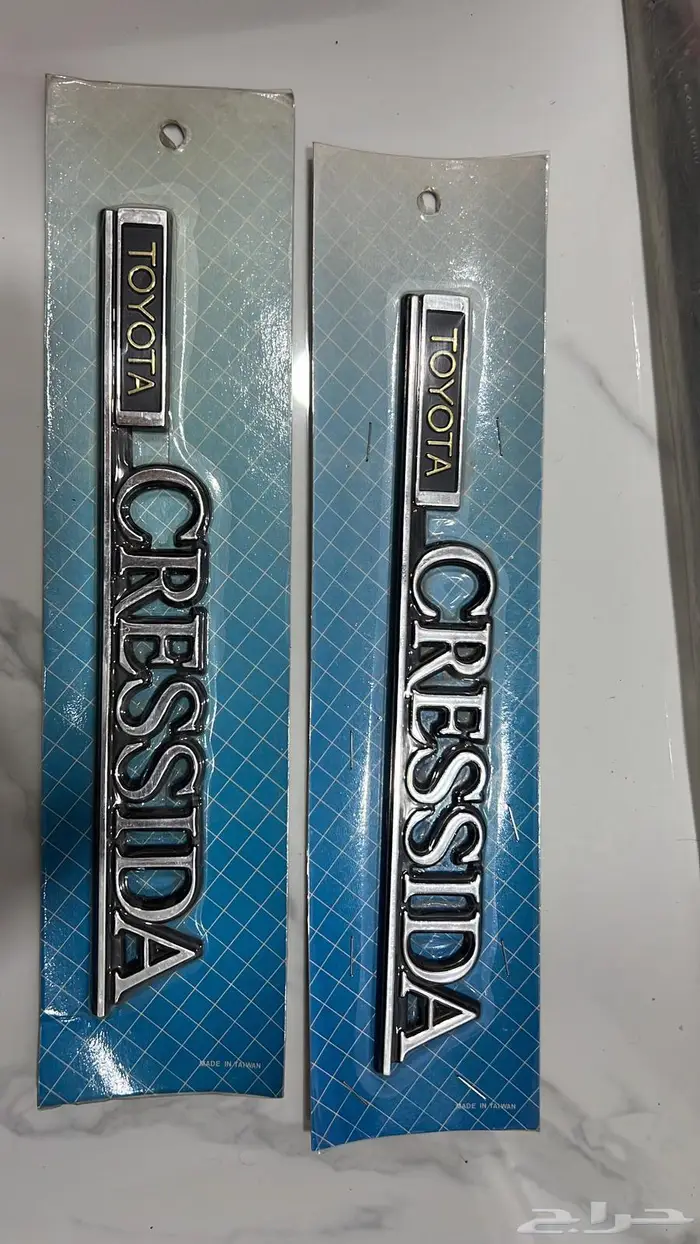 TOYOTA
CRESSIDA
MADE IN TAIWAN
TOYOTA
CRESSIDA
MADE IN TAIWAN
حراج